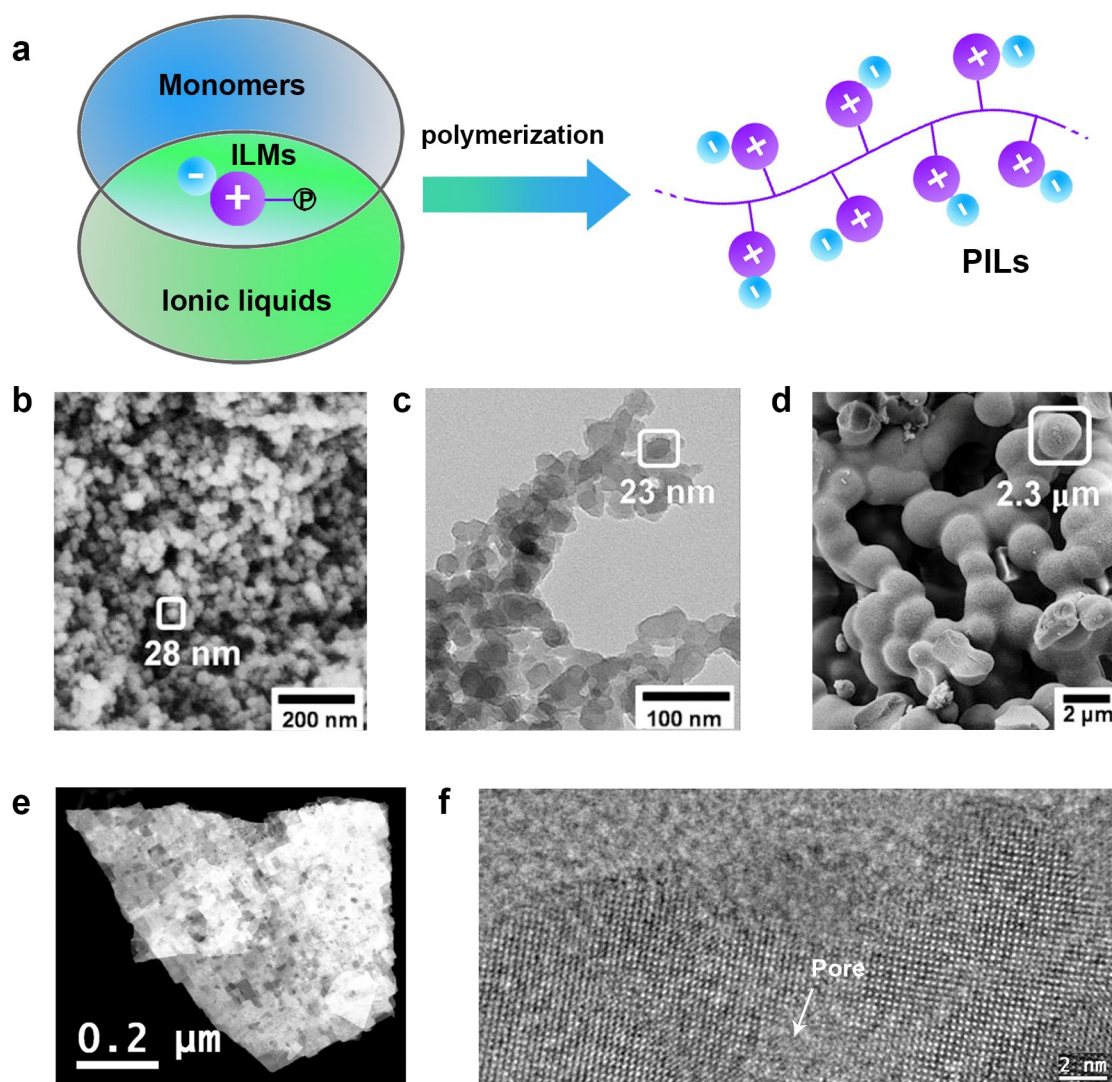 a
Monomers
ILMs
-
+
P
Ionic liquids
polymerization
+ -
+ -
+ -
+ -
+ -
+ -
+ -
PILs
b
28 nm
200 nm
c
23 nm
100 nm
d
2.3 μm
2 μm
e
0.2 μm
f
Pore
2 nm